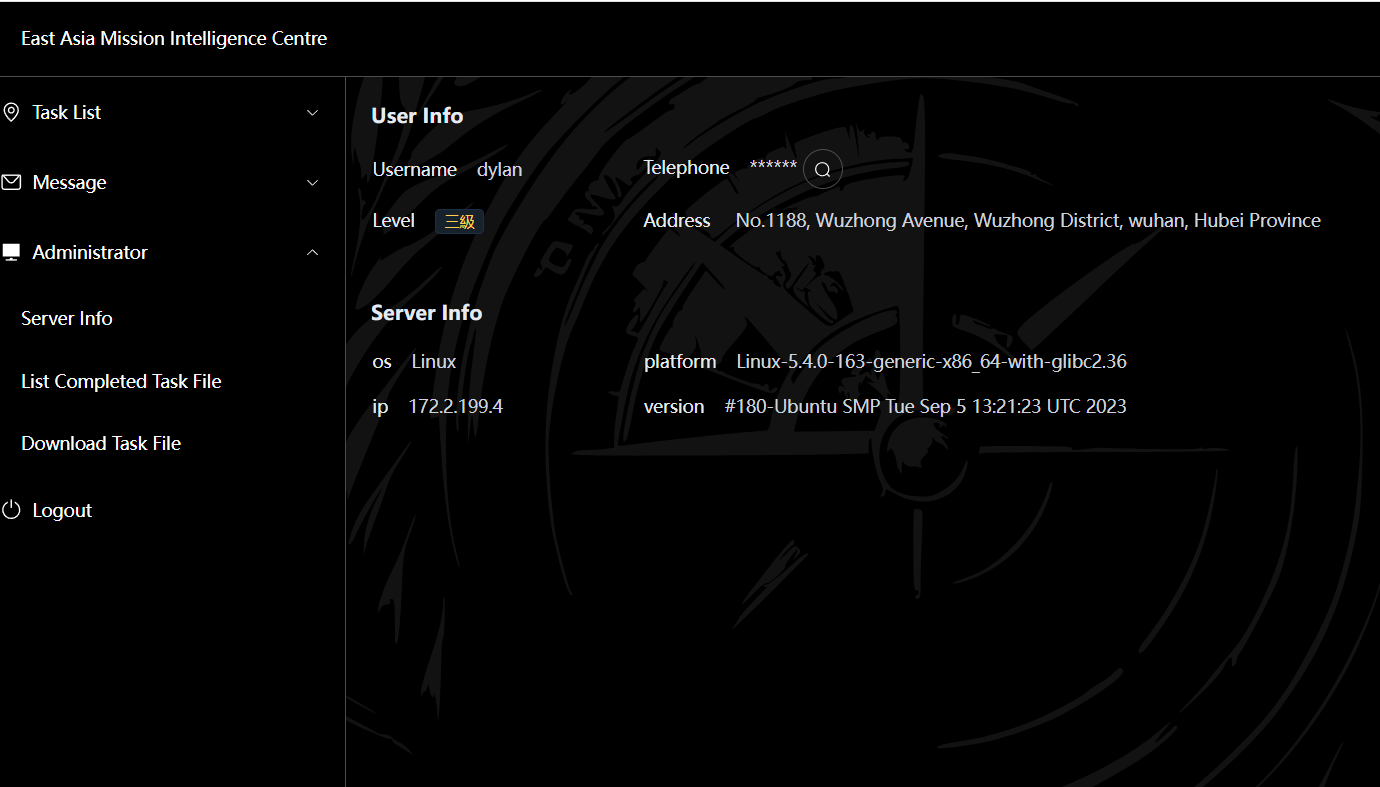 East Asia Mission Intelligence Centre
Task List
Message
Administrator
Server Info
List Completed Task File
Download Task File
Logout
User Info
Username dylan
Telephone ******
Level 三級
Address No.1188, Wuzhong Avenue, Wuzhong District, wuhan, Hubei Province
Server Info
os Linux
platform Linux-5.4.0-163-generic-x86_64-with-glibc2.36
ip 172.2.199.4
version #180-Ubuntu SMP Tue Sep 5 13:21:23 UTC 2023